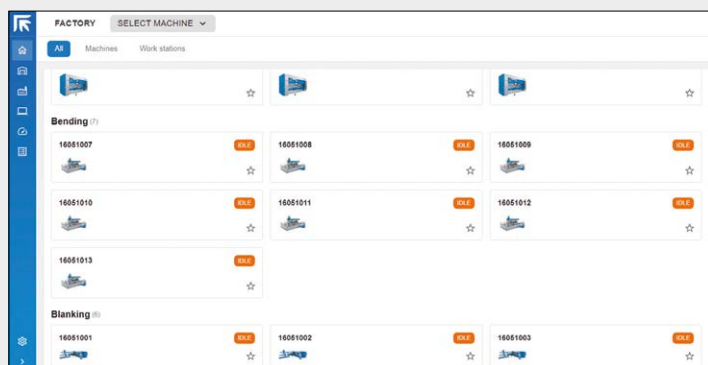 FACTORY SELECT MACHINE
All Machines Work stations
Bending (7)
16051007 IDLE 16051008 IDLE 16051009 IDLE
16051010 IDLE 16051011 IDLE 16051012 IDLE
16051013 IDLE
Blanking (6)
16051001 IDLE 16051002 IDLE 16051003 IDLE